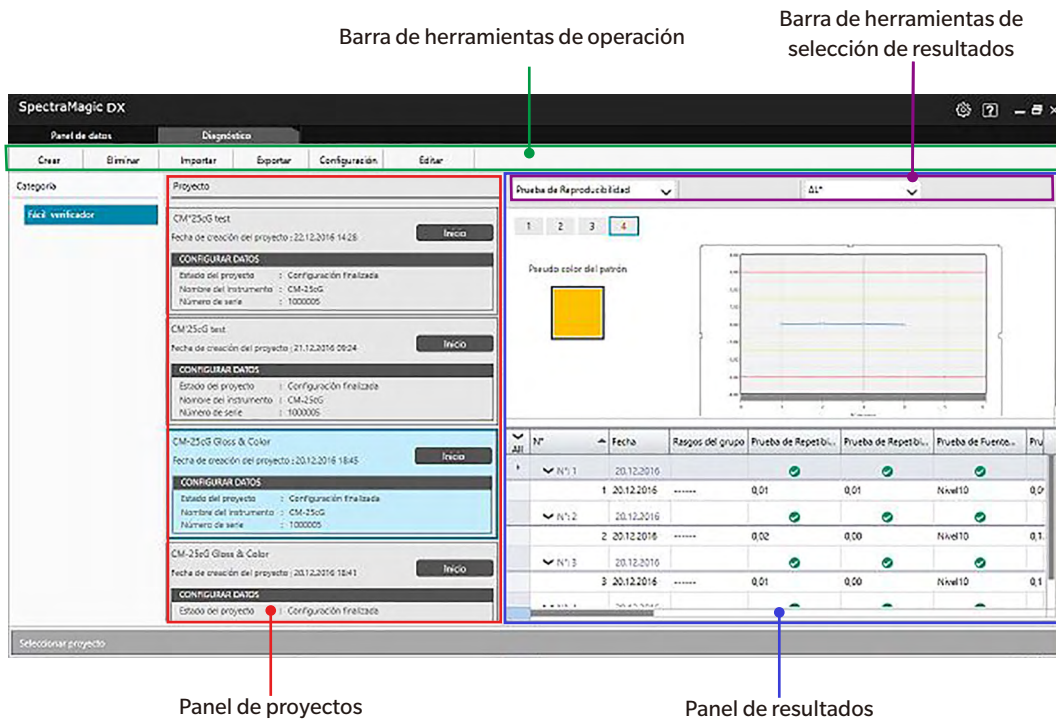 Barra de herramientas de operación
Barra de herramientas de
selección de resultados
SpectraMagic DX
Panel de datos
Diagnóstico
Crear
Eliminar
Importar
Exportar
Configuración
Editar
Categoría
Fácil verificador
Proyecto
CM*25cG test
Fecha de creación del proyecto : 22.12.2016 14:28
Inicio
CONFIGURAR DATOS
Estado del proyecto : Configuración finalizada
Nombre del instrumento : CM-25cG
Número de serie : 1000005
CM*25cG test
Fecha de creación del proyecto : 21.12.2016 09:24
Inicio
CONFIGURAR DATOS
Estado del proyecto : Configuración finalizada
Nombre del instrumento : CM-25cG
Número de serie : 1000005
CM-25cG Gloss & Color
Fecha de creación del proyecto : 20.12.2016 18:45
Inicio
CONFIGURAR DATOS
Estado del proyecto : Configuración finalizada
Nombre del instrumento : CM-25cG
Número de serie : 1000005
CM-25cG Gloss & Color
Fecha de creación del proyecto : 20.12.2016 18:41
Inicio
CONFIGURAR DATOS
Estado del proyecto : Configuración finalizada
Prueba de Reproducibilidad
ΔL*
1 2 3 4
Pseudo color del patrón
All N° Fecha Rasgos del grupo Prueba de Repetibi... Prueba de Repetibi... Prueba de Fuente... Pru
N°: 1 20.12.2016
1 20.12.2016 ------ 0,01 0,01 Nivel10
N°: 2 20.12.2016
2 20.12.2016 ------ 0,02 0,00 Nivel10 0,1
N°: 3 20.12.2016
3 20.12.2016 ------ 0,01 0,00 Nivel10 0,1
Seleccionar proyecto
Panel de proyectos
Panel de resultados